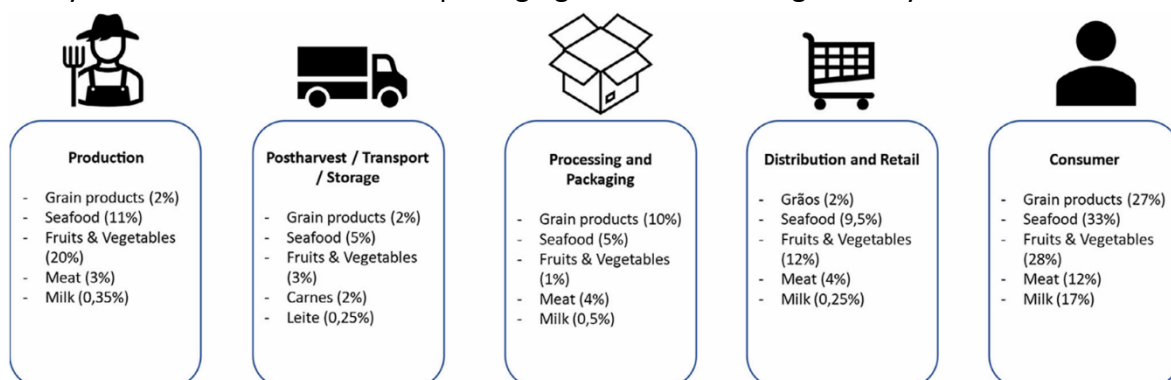 Production
- Grain products (2%)
- Seafood (11%)
- Fruits & Vegetables
(20%)
- Meat (3%)
- Milk (0,35%)
Postharvest / Transport
/ Storage
- Grain products (2%)
- Seafood (5%)
- Fruits & Vegetables
(3%)
- Carnes (2%)
- Leite (0,25%)
Processing and
Packaging
- Grain products (10%)
- Seafood (5%)
- Fruits & Vegetables
(1%)
- Meat (4%)
- Milk (0,5%)
Distribution and Retail
- Grãos (2%)
- Seafood (9,5%)
- Fruits & Vegetables
(12%)
- Meat (4%)
- Milk (0,25%)
Consumer
- Grain products (27%)
- Seafood (33%)
- Fruits & Vegetables
(28%)
- Meat (12%)
- Milk (17%)